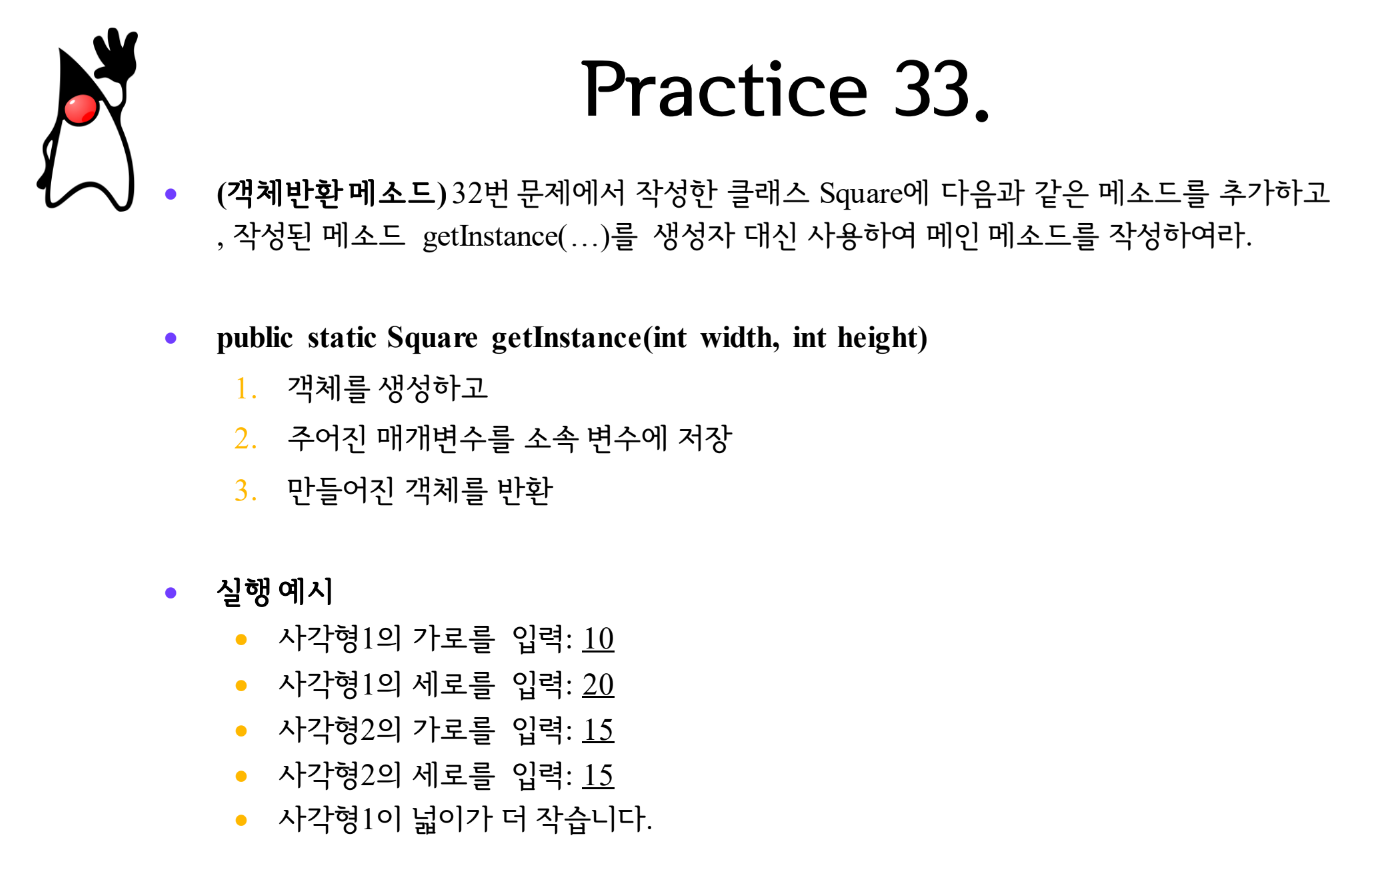 Practice 33.
(객체반환 메소드) 32번 문제에서 작성한 클래스 Square에 다음과 같은 메소드를 추가하고
, 작성된 메소드 getInstance(…)를 생성자 대신 사용하여 메인 메소드를 작성하여라.
public static Square getInstance(int width, int height)
1. 객체를 생성하고
2. 주어진 매개변수를 소속 변수에 저장
3. 만들어진 객체를 반환
실행 예시
사각형1의 가로를 입력: 10
사각형1의 세로를 입력: 20
사각형2의 가로를 입력: 15
사각형2의 세로를 입력: 15
사각형1이 넓이가 더 작습니다.